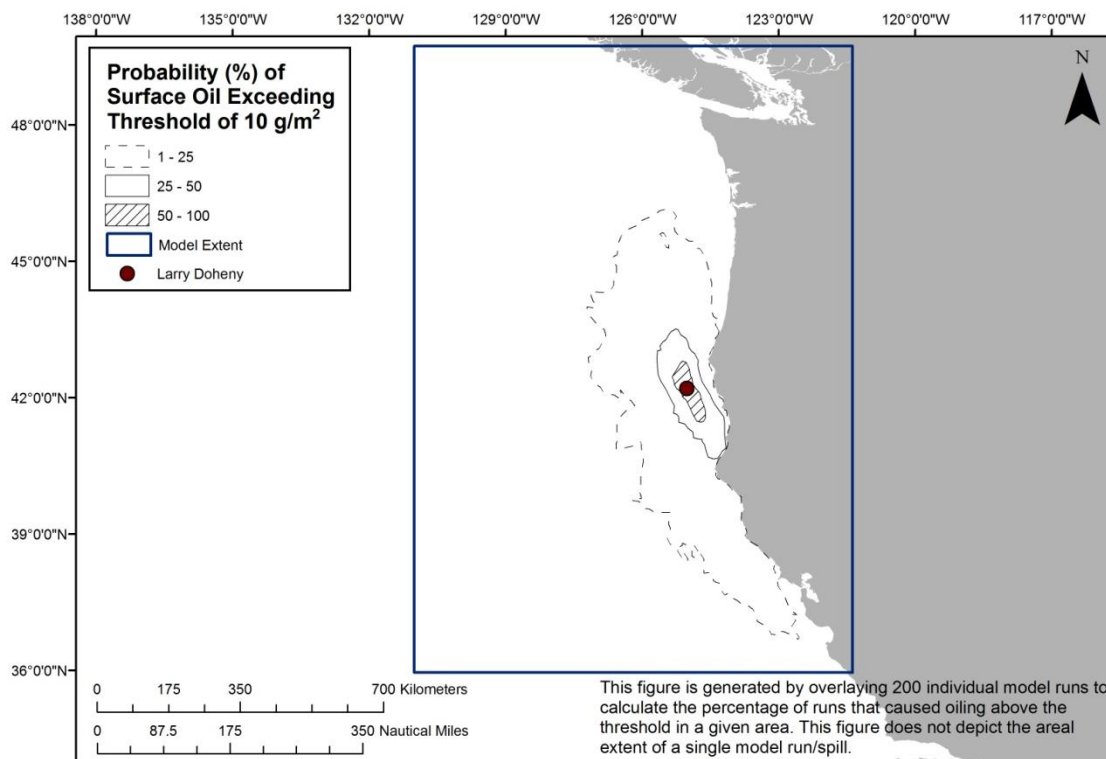 138°0'0"W 135°0'0"W 132°0'0"W 129°0'0"W 126°0'0"W 123°0'0"W 120°0'0"W 117°0'0"W
Probability (%) of
Surface Oil Exceeding
Threshold of 10 g/m²
1 - 25
25 - 50
50 - 100
Model Extent
Larry Doheny
N
48°0'0"N
45°0'0"N
42°0'0"N
39°0'0"N
36°0'0"N
0 175 350 700 Kilometers
0 87.5 175 350 Nautical Miles
This figure is generated by overlaying 200 individual model runs to
calculate the percentage of runs that caused oiling above the
threshold in a given area. This figure does not depict the areal
extent of a single model run/spill.